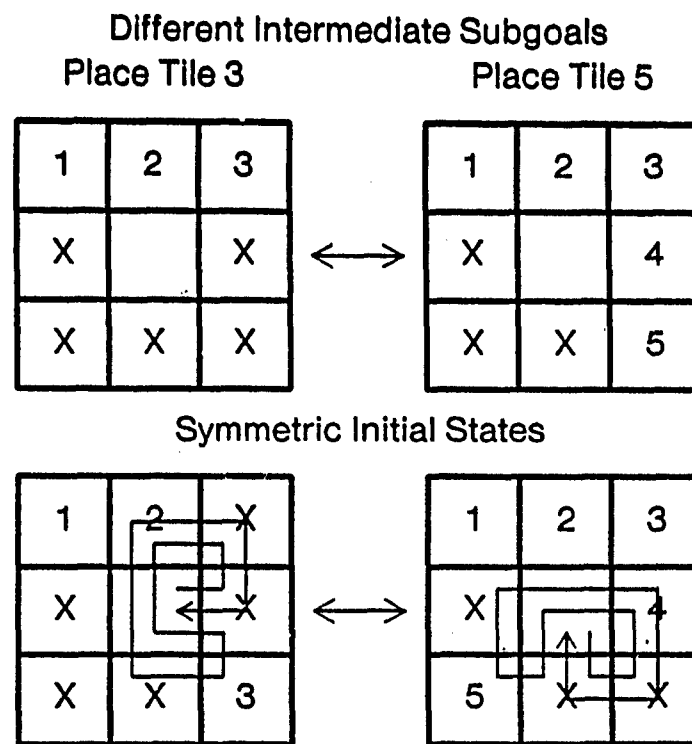 Different Intermediate Subgoals
Place Tile 3 Place Tile 5
1 2 3 1 2 3
X X X 4
X X X X X 5
Symmetric Initial States
1 2 X 1 2 3
X X X 4
X X 3 5 X X